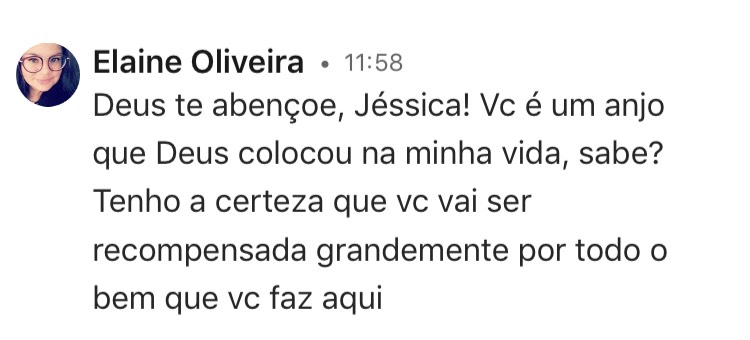 Elaine Oliveira • 11:58
Deus te abençoe, Jéssica! Vc é um anjo
que Deus colocou na minha vida, sabe?
Tenho a certeza que vc vai ser
recompensada grandemente por todo o
bem que vc faz aqui